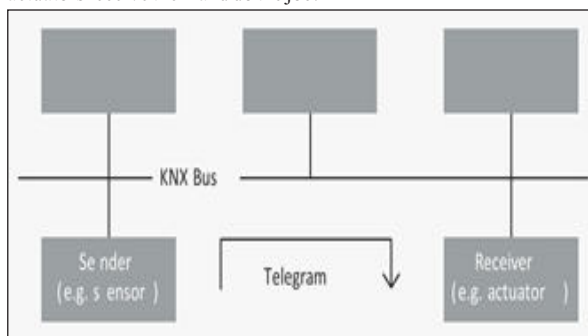 KNX Bus
Se nder
(e.g. s ensor )
Telegram
Receiver
(e.g. actuator )